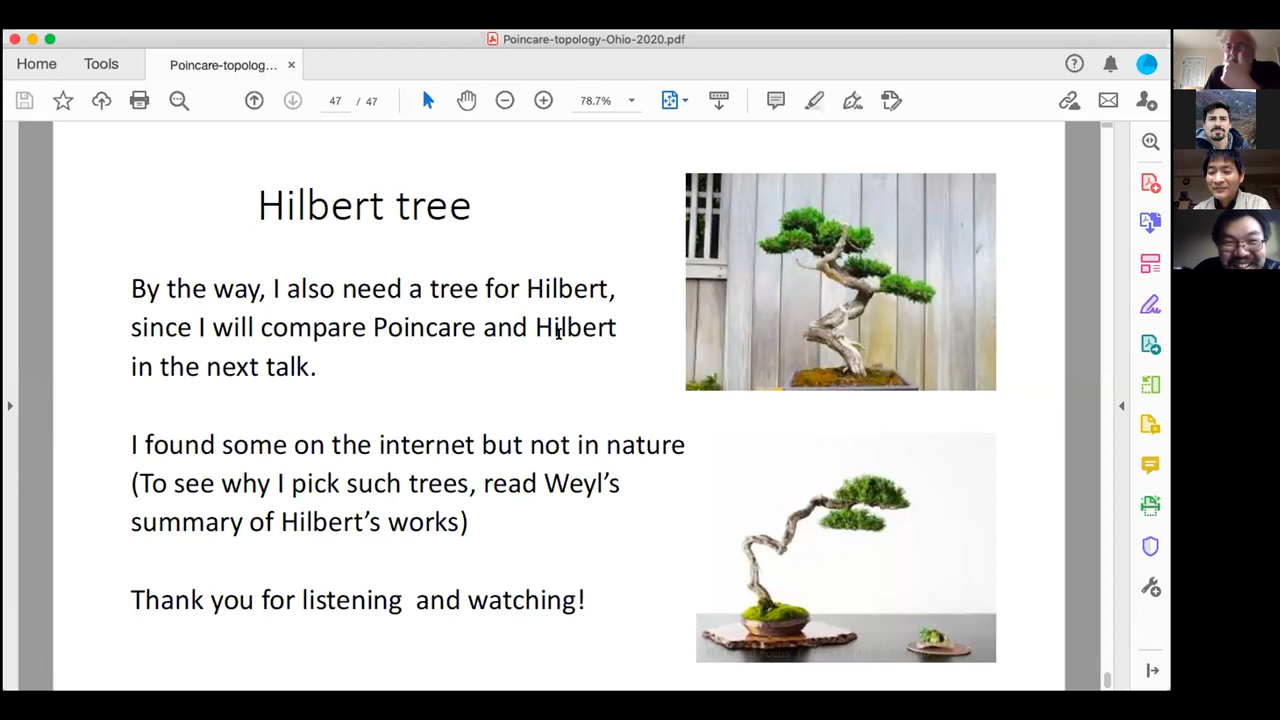 Poincare-topology-Ohio-2020.pdf
Home
Tools
Poincare-topolog...
47 / 47
78.7%
Hilbert tree
By the way, I also need a tree for Hilbert,
since I will compare Poincare and Hilbert
in the next talk.
I found some on the internet but not in nature
(To see why I pick such trees, read Weyl’s
summary of Hilbert’s works)
Thank you for listening and watching!